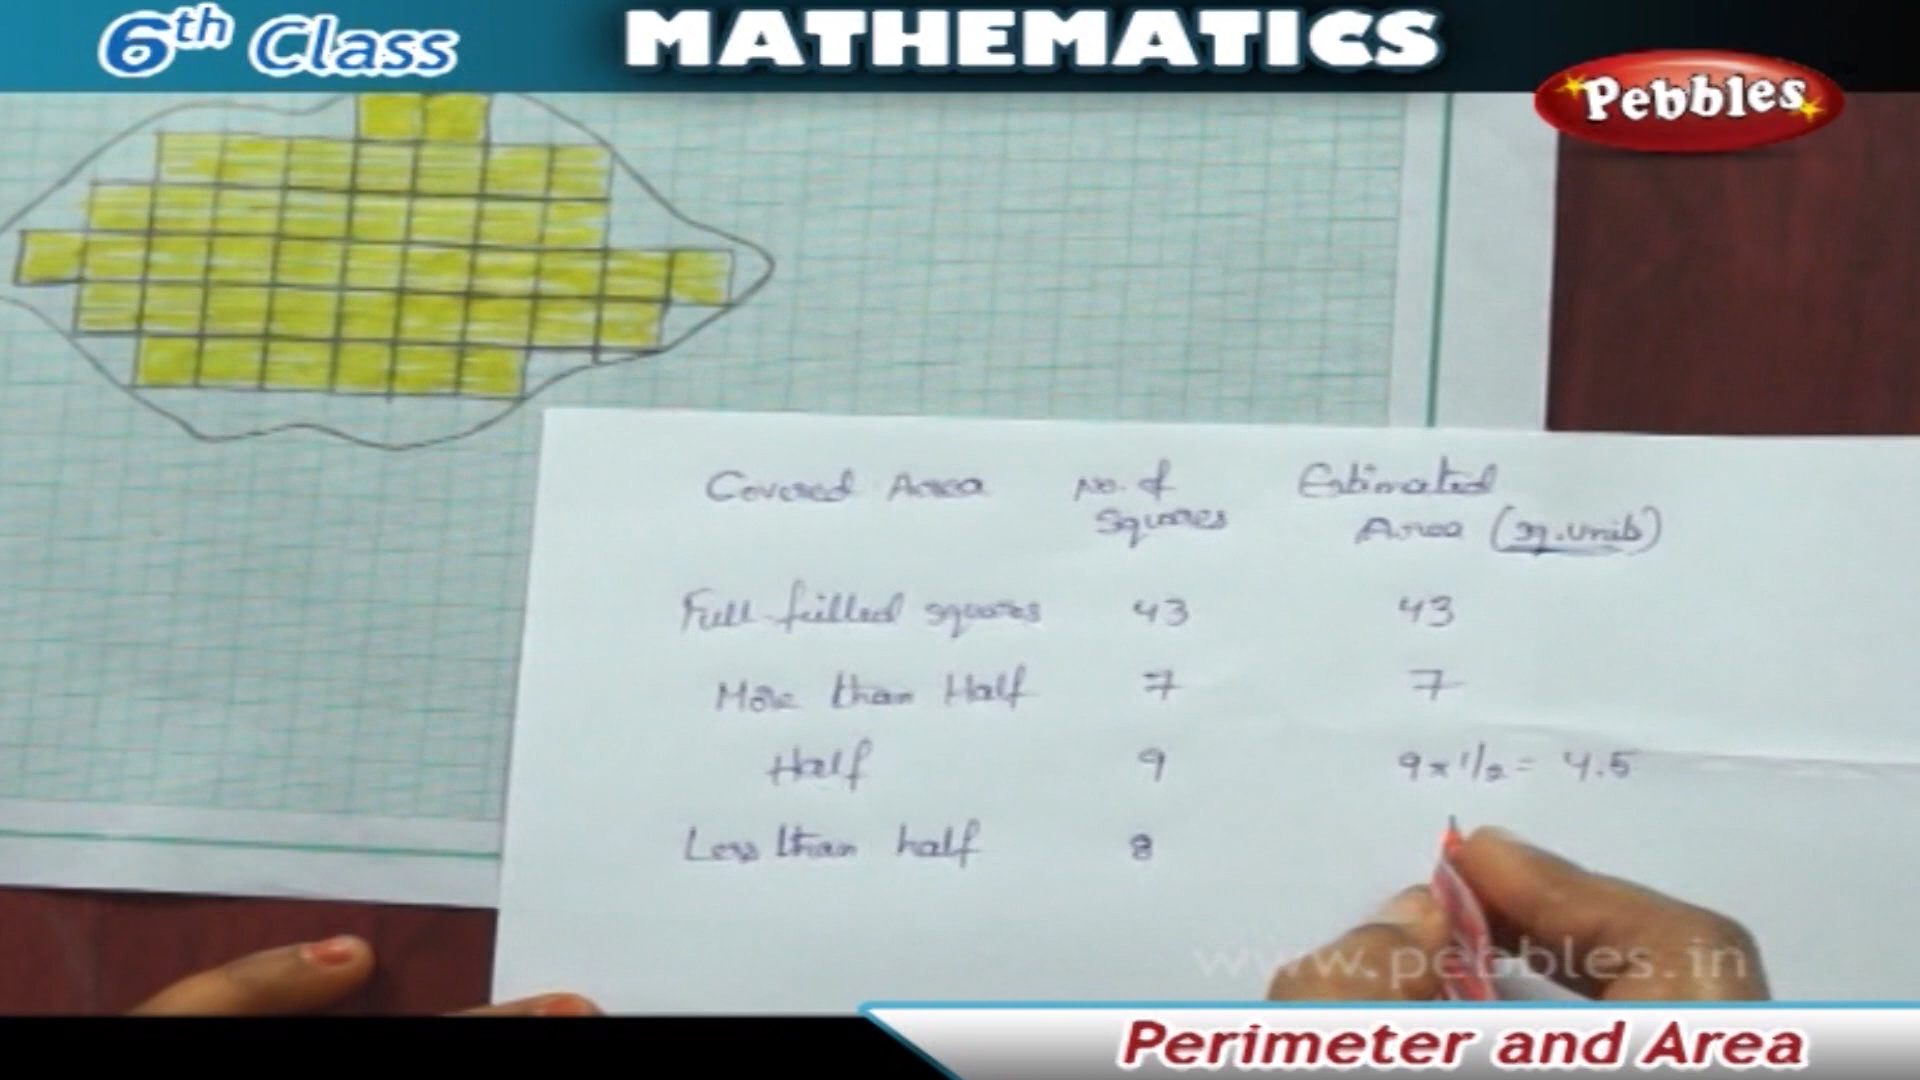 6th Class
MATHEMATICS
Pebbles
Covered Area No. of Squares Estimated Area (sq. units)
Full-filled squares 43 43
More than Half 7 7
Half 9 9 x 1/2 = 4.5
Less than half 8
www.pebbles.in
Perimeter and Area